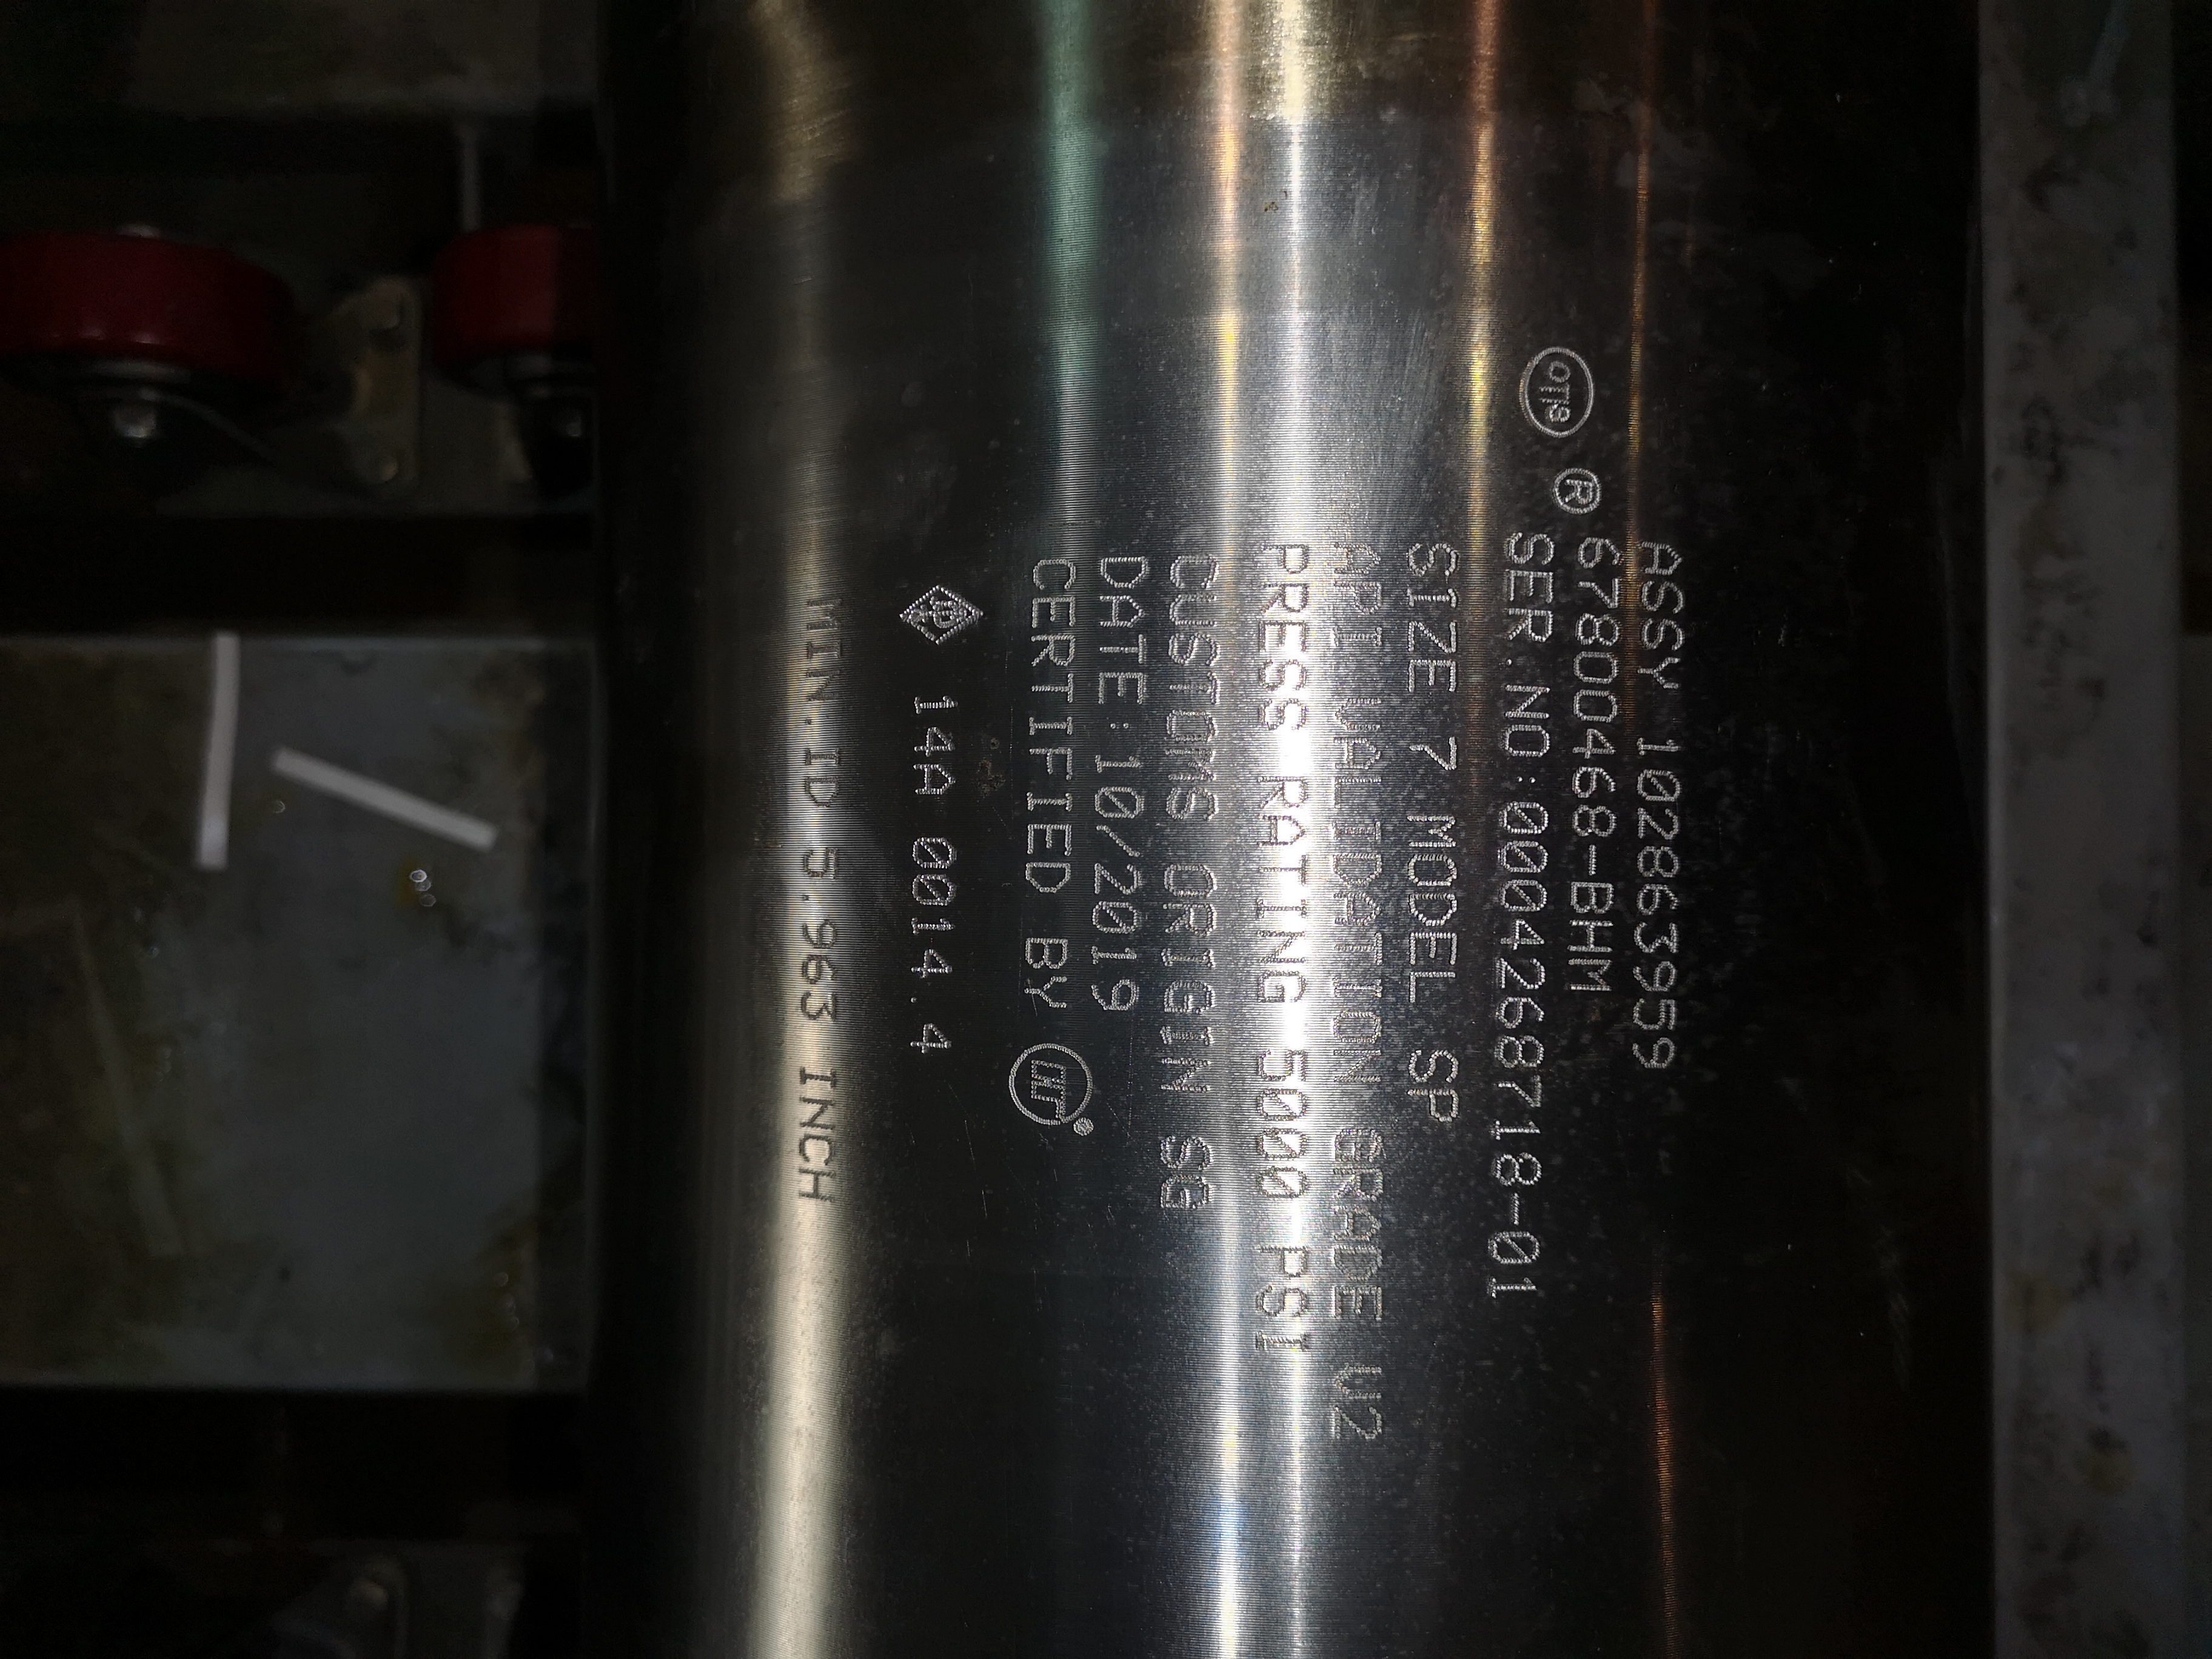 ASSY 102863959
OTIS ® 67800468-BHM
SER.NO:0004268718-01
SIZE 7 MODEL SP
API VALIDATION GRADE V2
PRESS RATING 5000 PSI
CUSTOMS ORIGIN SG
DATE:10/2019
CERTIFIED BY
14A 0014.4
MIN.ID 5.963 INCH